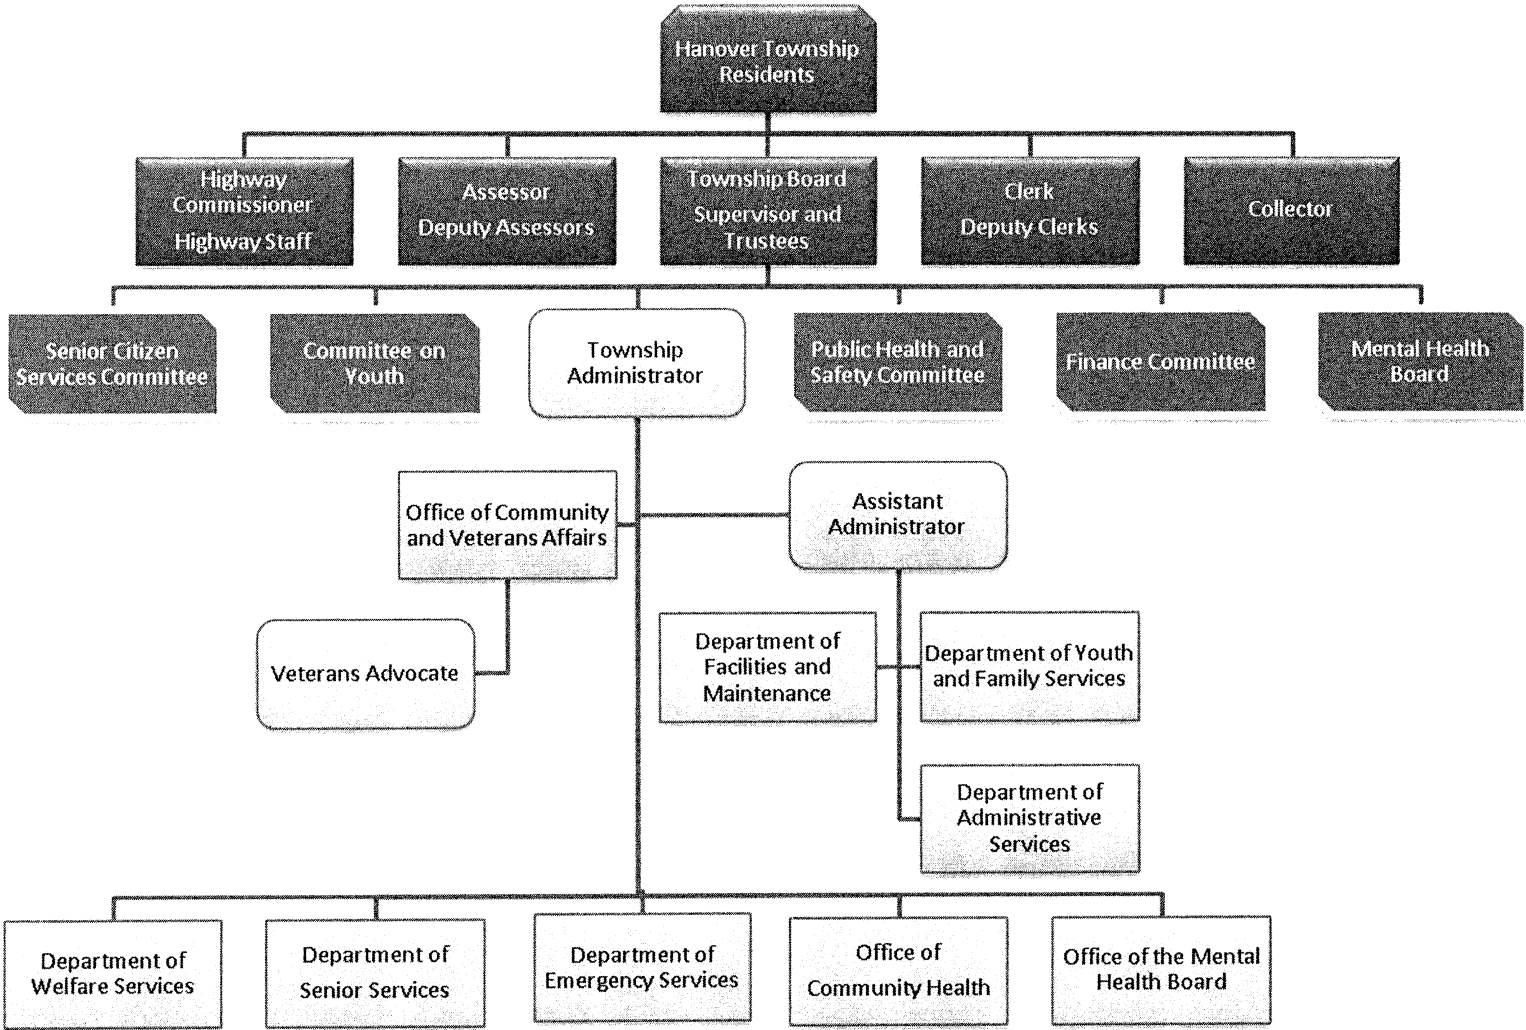 Hanover Township
Residents
Highway
Commissioner
Highway Staff
Assessor
Deputy Assessors
Township Board
Supervisor and
Trustees
Clerk
Deputy Clerks
Collector
Senior Citizen
Services Committee
Committee on
Youth
Township
Administrator
Public Health and
Safety Committee
Finance Committee
Mental Health
Board
Office of Community
and Veterans Affairs
Assistant
Administrator
Veterans Advocate
Department of
Facilities and
Maintenance
Department of Youth
and Family Services
Department of
Administrative
Services
Department of
Welfare Services
Department of
Senior Services
Department of
Emergency Services
Office of
Community Health
Office of the Mental
Health Board